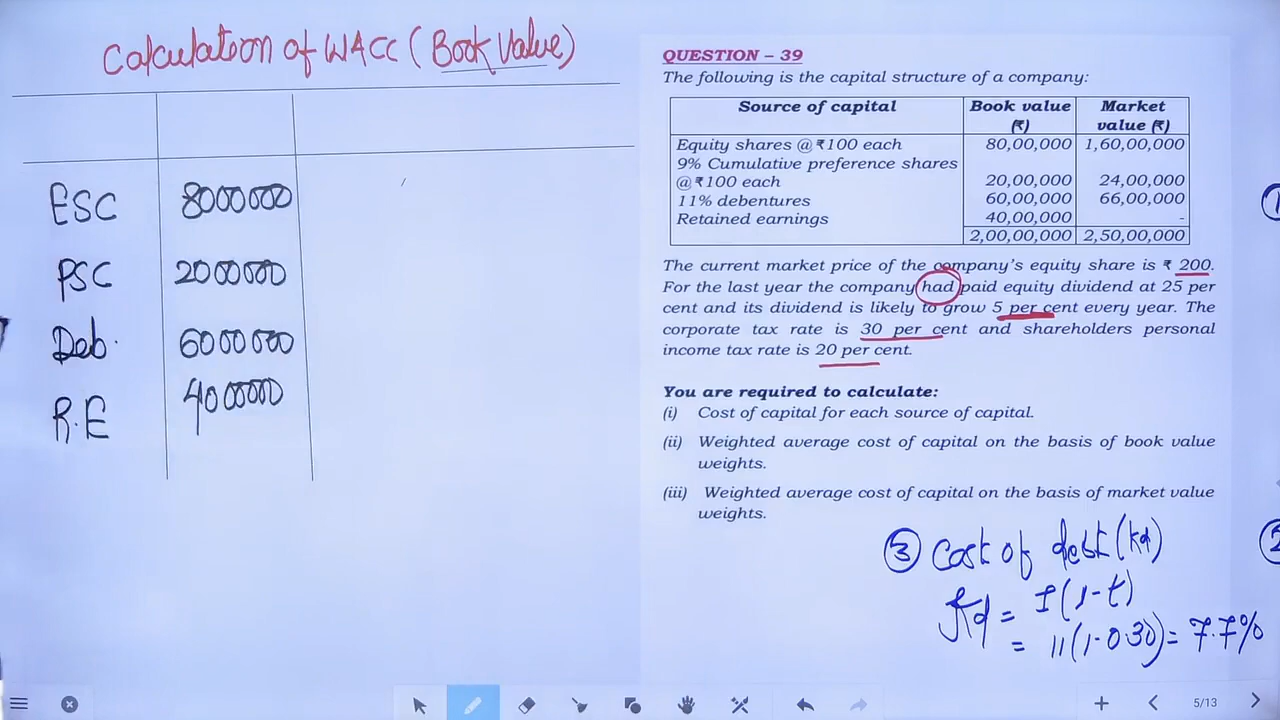 Calculation of WACC (Book Value)
ESC 8000000
PSC 2000000
Deb. 6000000
R.E 4000000
QUESTION – 39
The following is the capital structure of a company:
Source of capital Book value (₹) Market value (₹)
Equity shares @ ₹100 each 80,00,000 1,60,00,000
9% Cumulative preference shares
@ ₹100 each 20,00,000 24,00,000
11% debentures 60,00,000 66,00,000
Retained earnings 40,00,000 -
2,00,00,000 2,50,00,000
The current market price of the company's equity share is ₹ 200.
For the last year the company had paid equity dividend at 25 per
cent and its dividend is likely to grow 5 per cent every year. The
corporate tax rate is 30 per cent and shareholders personal
income tax rate is 20 per cent.
You are required to calculate:
(i) Cost of capital for each source of capital.
(ii) Weighted average cost of capital on the basis of book value
weights.
(iii) Weighted average cost of capital on the basis of market value
weights.
③ Cost of debt (kd)
Kd = I(1-t)
= 11(1-0.30) = 7.7%
5/13